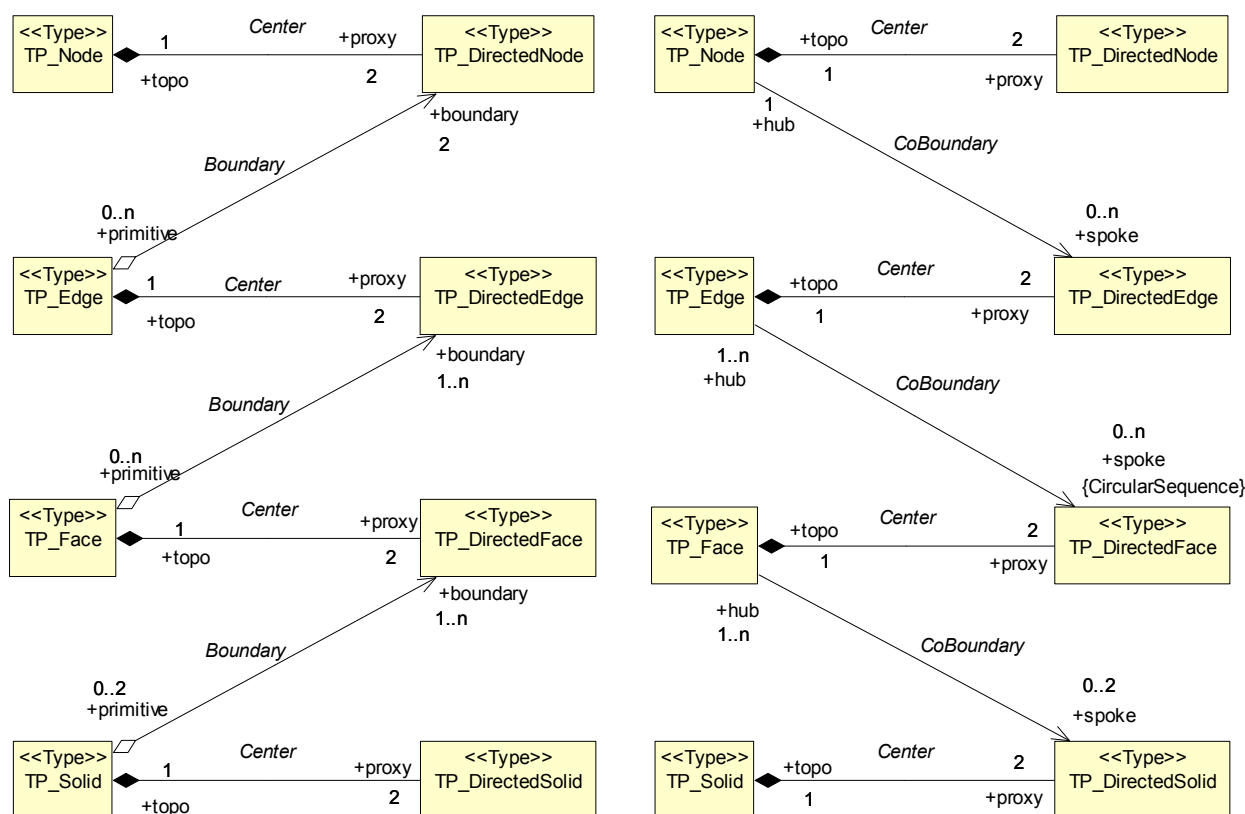 <<Type>>
TP_Node
1
Center
+proxy
+topo
2
<<Type>>
TP_DirectedNode
+boundary
2
Boundary
0..n
+primitive
<<Type>>
TP_Edge
1
Center
+proxy
+topo
2
<<Type>>
TP_DirectedEdge
+boundary
1..n
Boundary
0..n
+primitive
<<Type>>
TP_Face
1
Center
+proxy
+topo
2
<<Type>>
TP_DirectedFace
+boundary
1..n
Boundary
0..2
+primitive
<<Type>>
TP_Solid
1
Center
+proxy
+topo
2
<<Type>>
TP_DirectedSolid
<<Type>>
TP_Node
+topo
Center
2
1
+proxy
<<Type>>
TP_DirectedNode
1
+hub
CoBoundary
0..n
+spoke
<<Type>>
TP_Edge
+topo
Center
2
1
+proxy
<<Type>>
TP_DirectedEdge
1..n
+hub
CoBoundary
0..n
+spoke
{CircularSequence}
<<Type>>
TP_Face
+topo
Center
2
1
+proxy
<<Type>>
TP_DirectedFace
+hub
1..n
CoBoundary
0..2
+spoke
<<Type>>
TP_Solid
+topo
Center
2
1
+proxy
<<Type>>
TP_DirectedSolid